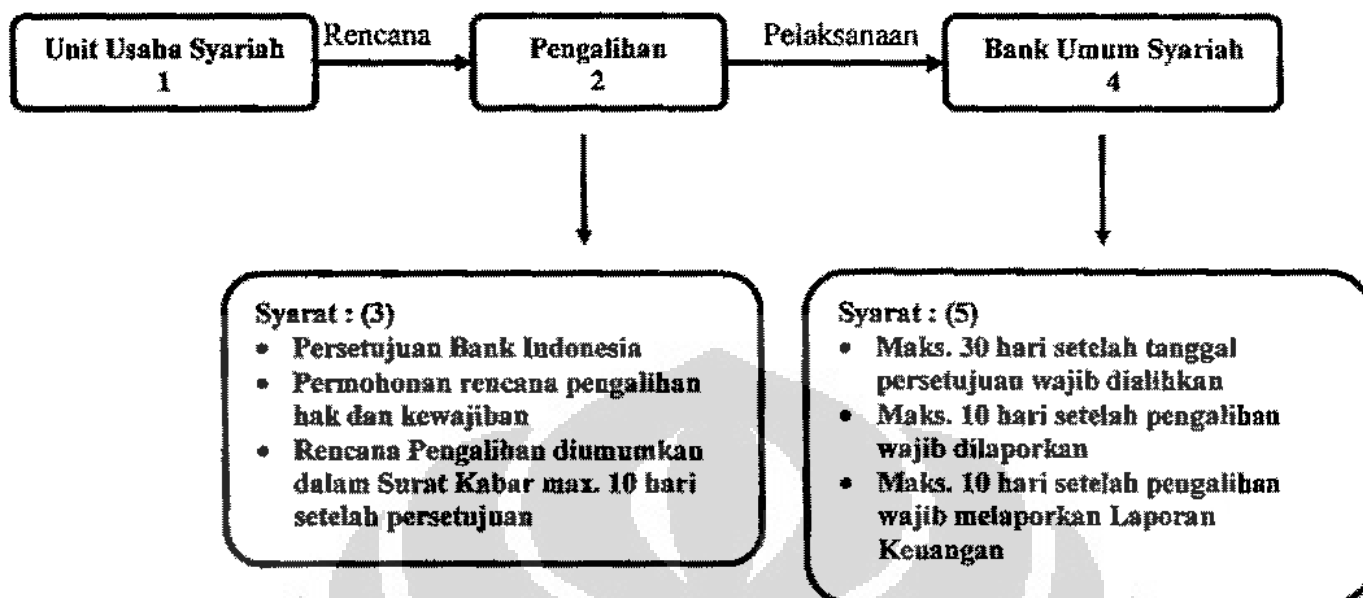 Unit Usaha Syariah
1
Rencana
Pengalihan
2
Pelaksanaan
Bank Umum Syariah
4
Syarat : (3)
• Persetujuan Bank Indonesia
• Permohonan rencana pengalihan
hak dan kewajiban
• Rencana Pengalihan diumumkan
dalam Surat Kabar max. 10 hari
setelah persetujuan
Syarat : (5)
• Maks. 30 hari setelah tanggal
persetujuan wajib dialihkan
• Maks. 10 hari setelah pengalihan
wajib dilaporkan
• Maks. 10 hari setelah pengalihan
wajib melaporkan Laporan
Keuangan